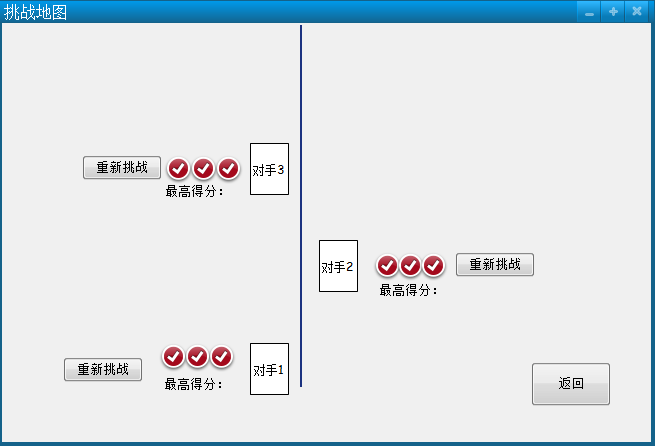 挑战地图
重新挑战
对手3
最高得分：
对手2
重新挑战
最高得分：
重新挑战
对手1
最高得分：
返回